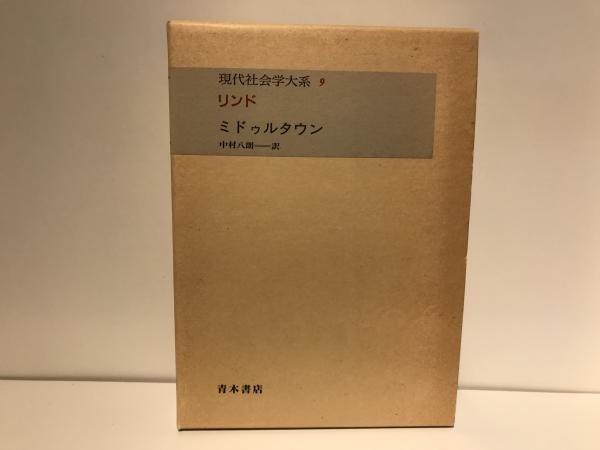 現代社会学大系 9
リンド
ミドゥルタウン
中村八朗――訳
青木書店